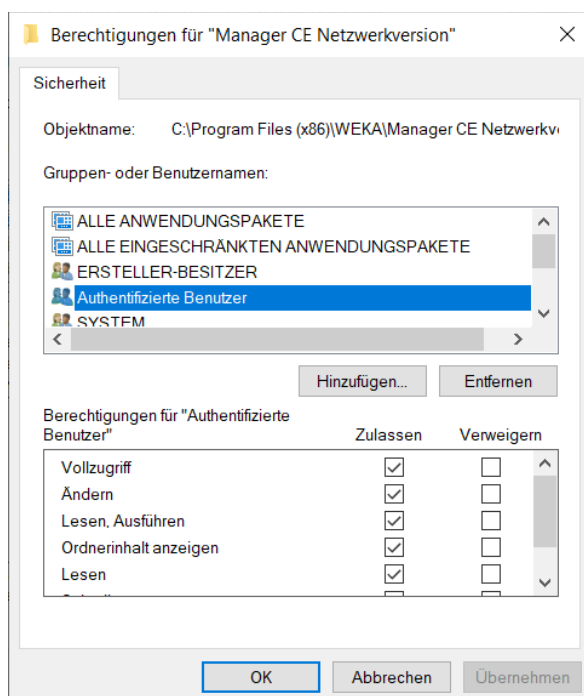 Berechtigungen für "Manager CE Netzwerkversion"
Sicherheit
Objektname: C:\Program Files (x86)\WEKA\Manager CE Netzwerkv
Gruppen- oder Benutzernamen:
ALLE ANWENDUNGSPAKETE
ALLE EINGESCHRÄNKTEN ANWENDUNGSPAKETE
ERSTELLER-BESITZER
Authentifizierte Benutzer
SYSTEM
Hinzufügen... Entfernen
Berechtigungen für "Authentifizierte
Benutzer" Zulassen Verweigern
Vollzugriff
Ändern
Lesen, Ausführen
Ordnerinhalt anzeigen
Lesen
OK Abbrechen Übernehmen